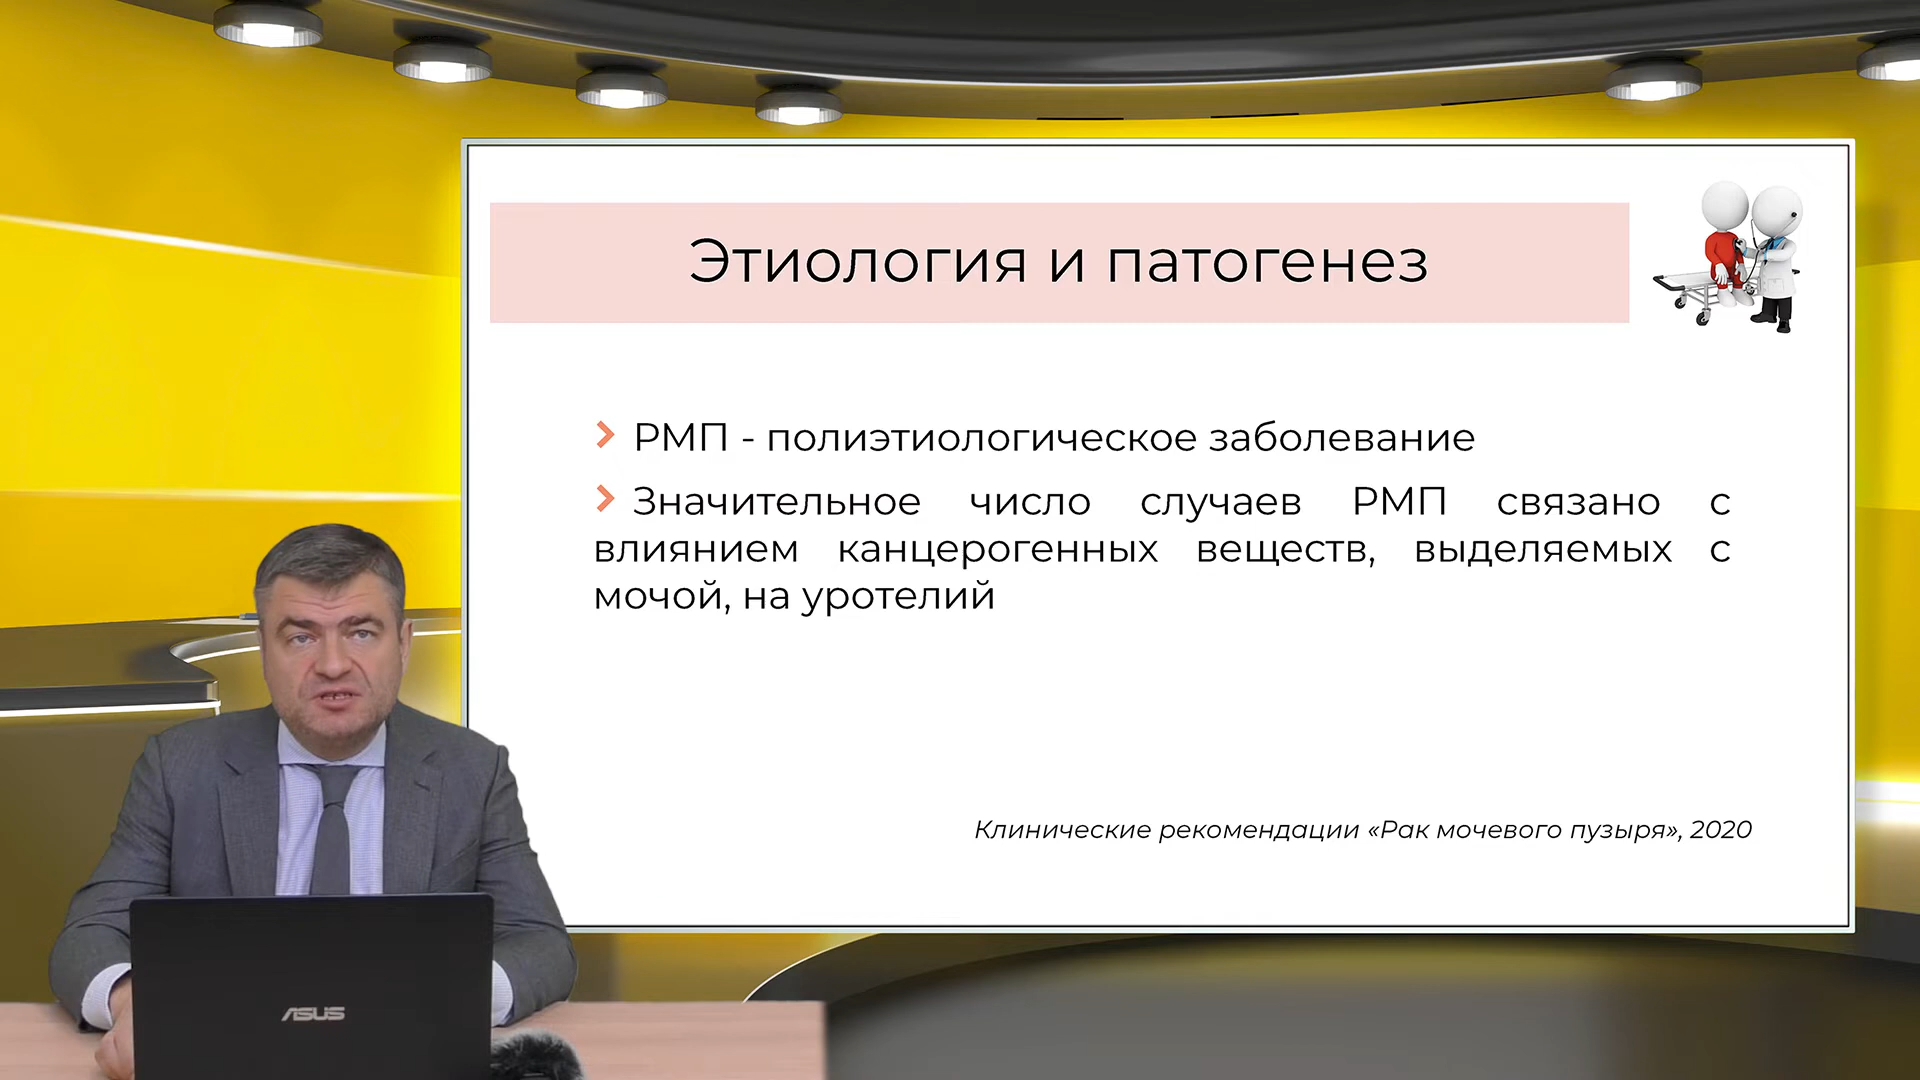 Этиология и патогенез
РМП - полиэтиологическое заболевание
Значительное число случаев РМП связано с
влиянием канцерогенных веществ, выделяемых с
мочой, на уротелий
Клинические рекомендации «Рак мочевого пузыря», 2020
ASUS